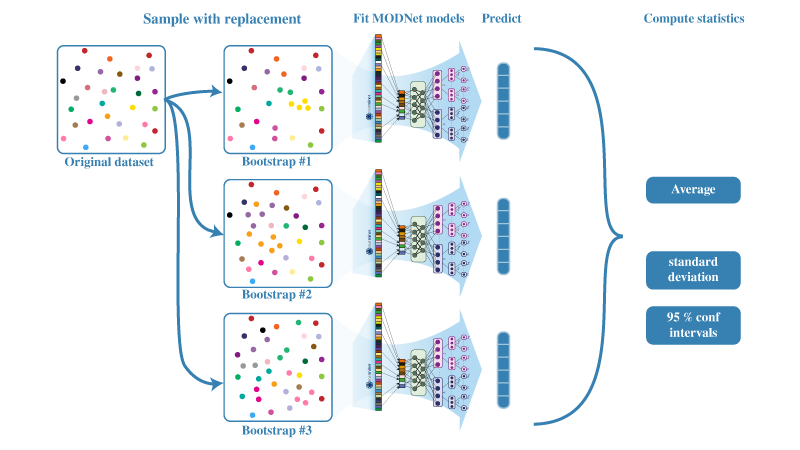 Sample with replacement
Fit MODNet models
Predict
Compute statistics
Original dataset
Bootstrap #1
Bootstrap #2
Bootstrap #3
Average
standard
deviation
95 % conf
intervals